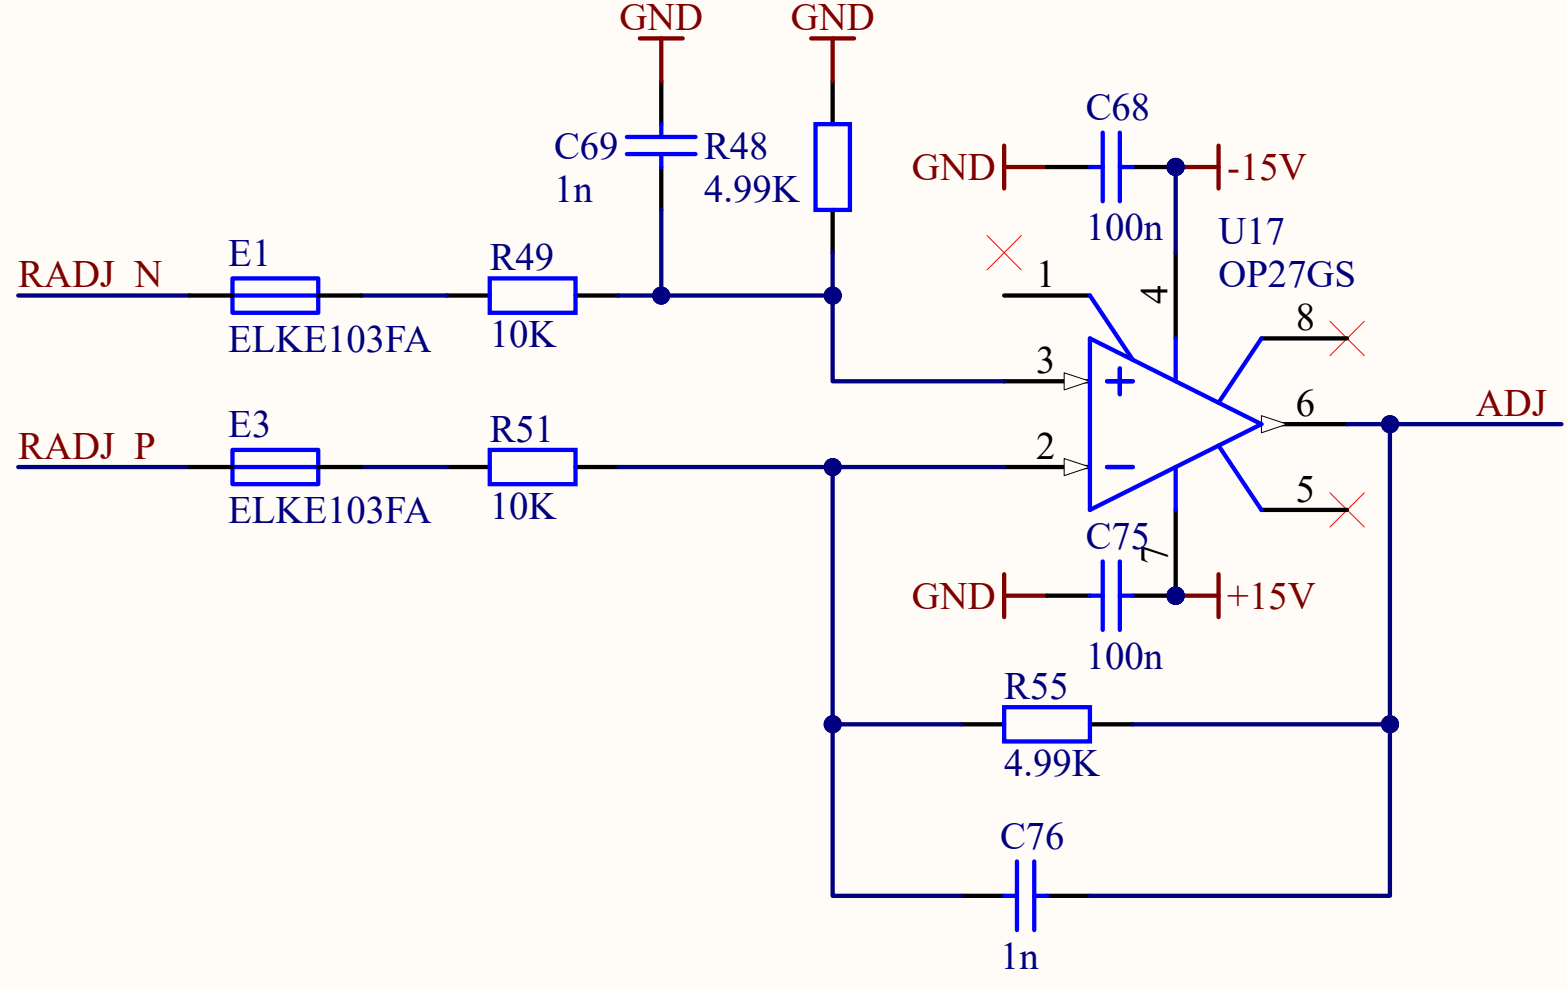 GND
GND
C69
1n
R48
4.99K
C68
GND
-15V
100n
U17
OP27GS
RADJ_N
E1
ELKE103FA
R49
10K
1
4
8
3
+
6
ADJ
RADJ_P
E3
ELKE103FA
R51
10K
2
−
5
C75
7
GND
+15V
100n
R55
4.99K
C76
1n